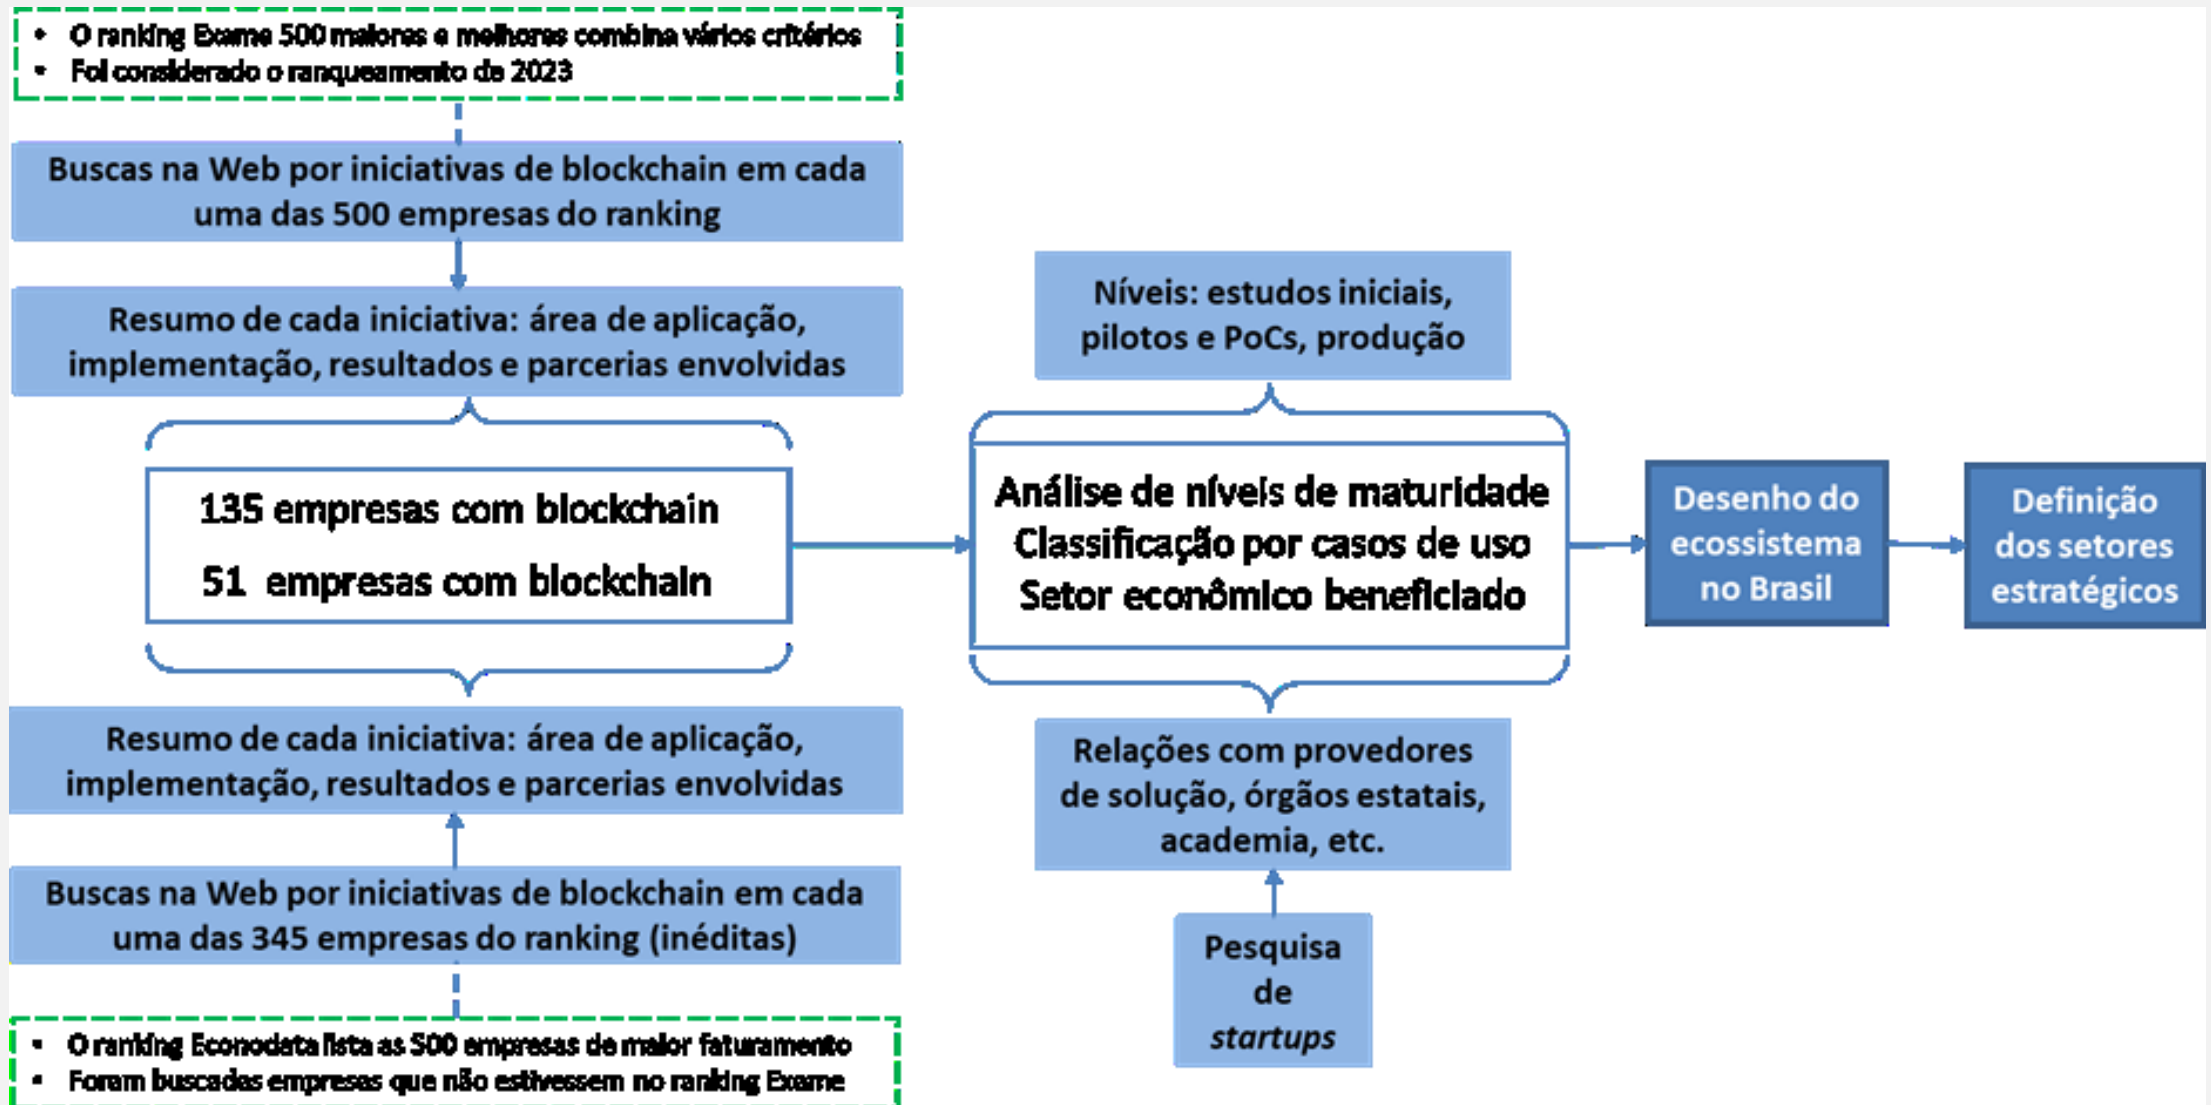 • O ranking Exame 500 maiores e melhores combina vários critérios
• Foi considerado o ranqueamento de 2023
Buscas na Web por iniciativas de blockchain em cada
uma das 500 empresas do ranking
Resumo de cada iniciativa: área de aplicação,
implementação, resultados e parcerias envolvidas
135 empresas com blockchain
51 empresas com blockchain
Resumo de cada iniciativa: área de aplicação,
implementação, resultados e parcerias envolvidas
Buscas na Web por iniciativas de blockchain em cada
uma das 345 empresas do ranking (inéditas)
• O ranking Econodata lista as 500 empresas de maior faturamento
• Foram buscadas empresas que não estivessem no ranking Exame
Níveis: estudos iniciais,
pilotos e PoCs, produção
Análise de níveis de maturidade
Classificação por casos de uso
Setor econômico beneficiado
Relações com provedores
de solução, órgãos estatais,
academia, etc.
Pesquisa
de
startups
Desenho do
ecossistema
no Brasil
Definição
dos setores
estratégicos